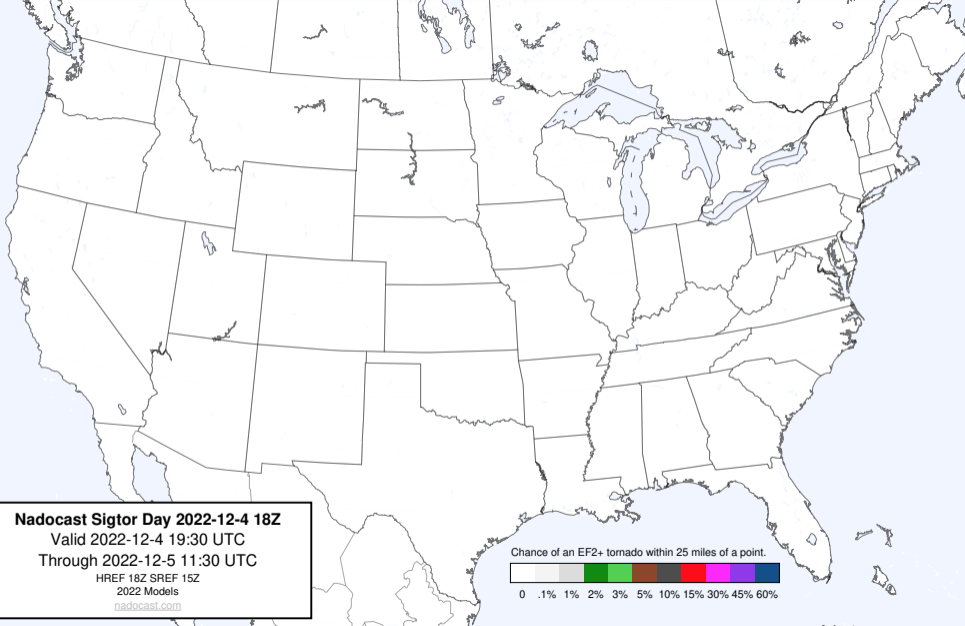 Nadocast Sigtor Day 2022-12-4 18Z
Valid 2022-12-4 19:30 UTC
Through 2022-12-5 11:30 UTC
HREF 18Z SREF 15Z
2022 Models
nadocast.com
Chance of an EF2+ tornado within 25 miles of a point.
0 .1% 1% 2% 3% 5% 10% 15% 30% 45% 60%